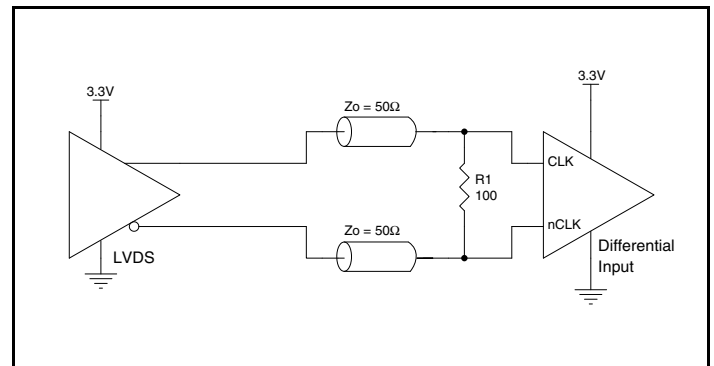 3.3V
Zo = 50Ω
3.3V
CLK
R1
100
nCLK
Zo = 50Ω
LVDS
Differential
Input